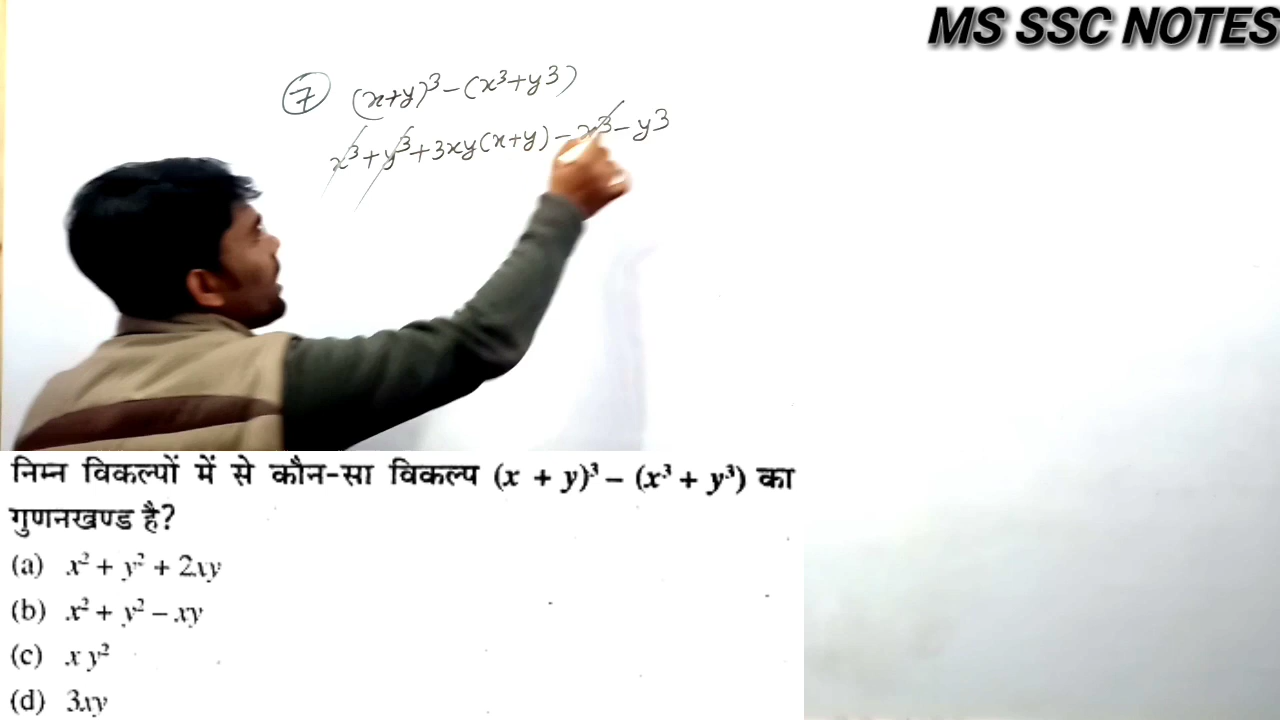 MS SSC NOTES
7 (x+y)³-(x³+y3)
x³+y³+3xy(x+y)-x3-y3
निम्न विकल्पों में से कौन-सा विकल्प (x + y)³ – (x³ + y³) का
गुणनखण्ड है?
(a) x² + y² + 2xy
(b) x² + y² – xy
(c) x y²
(d) 3xy